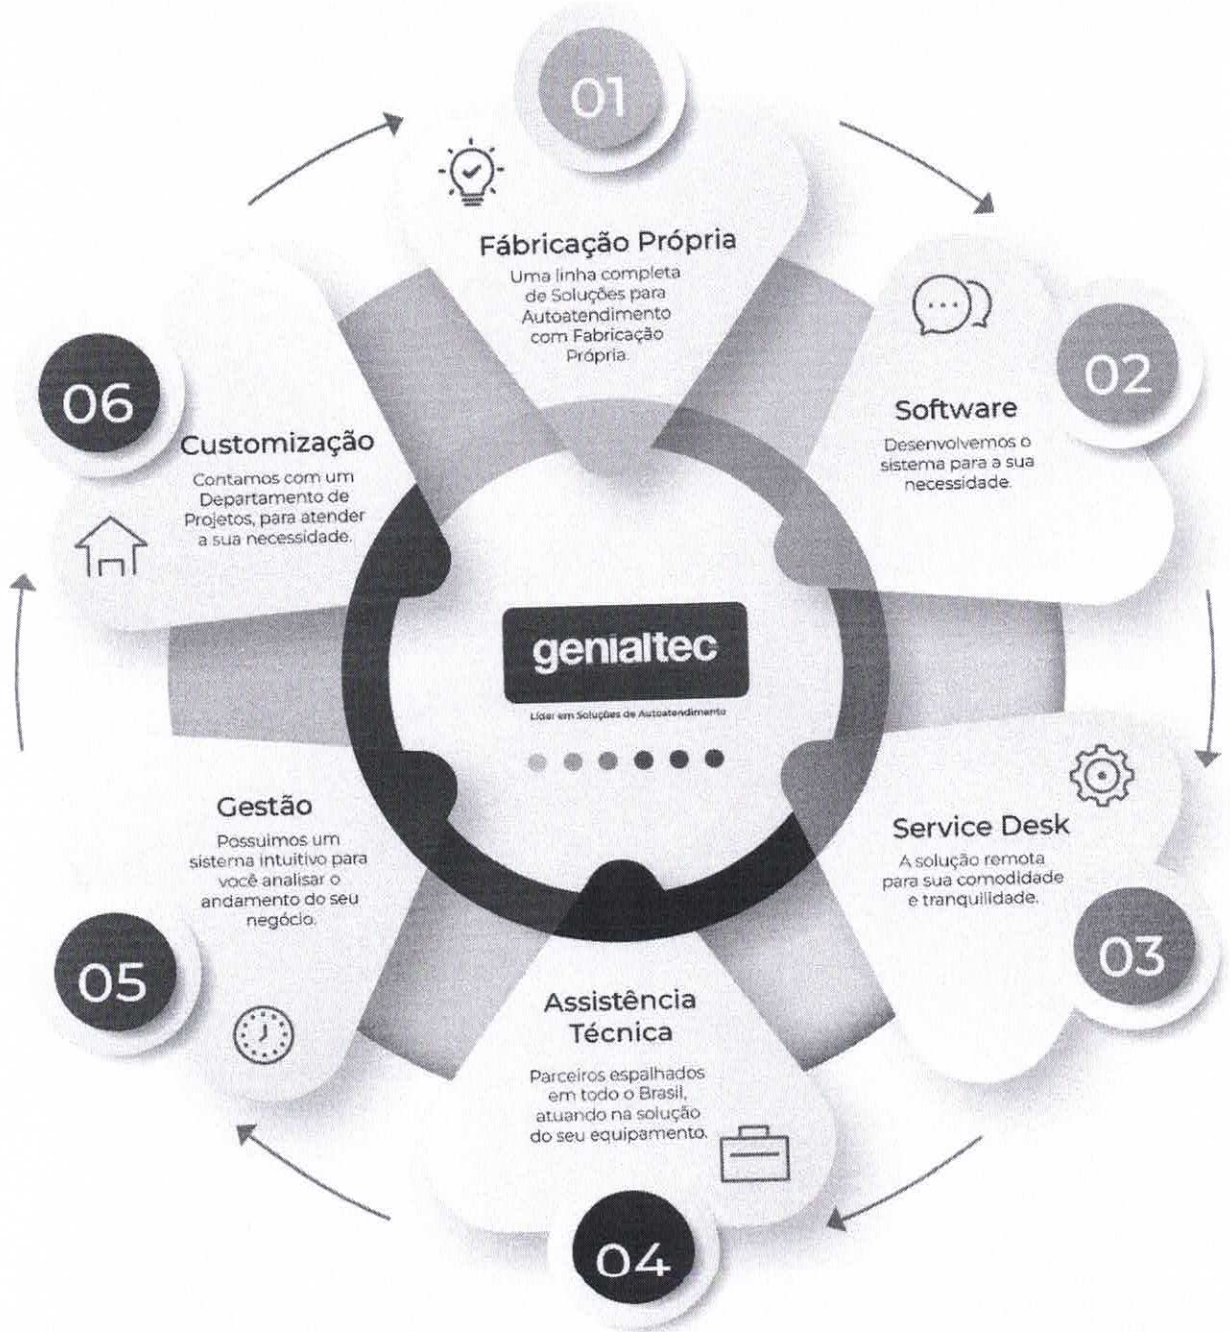 01
Fábricação Própria
Uma linha completa
de Soluções para
Autoatendimento
com Fabricação
Própria.
02
Software
Desenvolvemos o
sistema para a sua
necessidade.
03
Service Desk
A solução remota
para sua comodidade
e tranquilidade.
04
Assistência
Técnica
Parceiros espalhados
em todo o Brasil,
atuando na solução
do seu equipamento.
05
Gestão
Possuimos um
sistema intuitivo para
você analisar o
andamento do seu
negócio.
06
Customização
Contamos com um
Departamento de
Projetos, para atender
a sua necessidade.
genialtec
Líder em Soluções de Autoatendimento